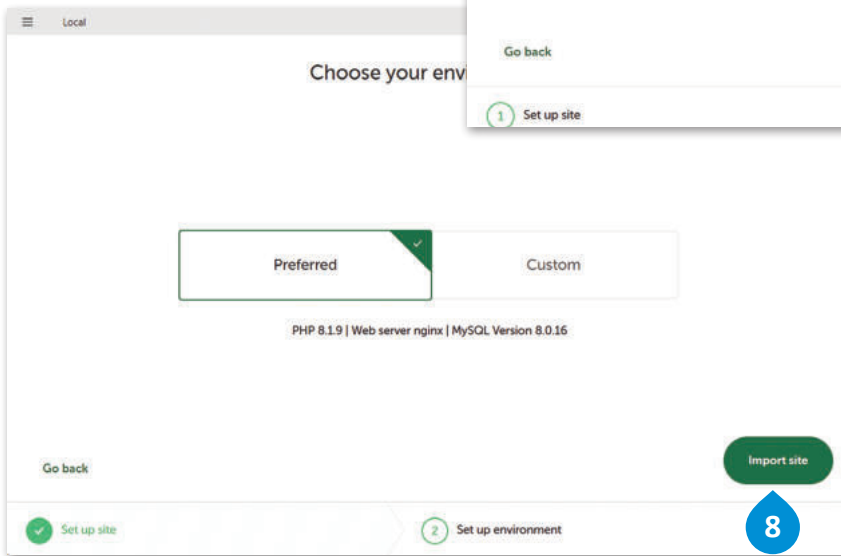 Local
Choose your envi
Go back
1 Set up site
Preferred
Custom
PHP 8.1.9 | Web server nginx | MySQL Version 8.0.16
Go back
Import site
Set up site
2 Set up environment
8